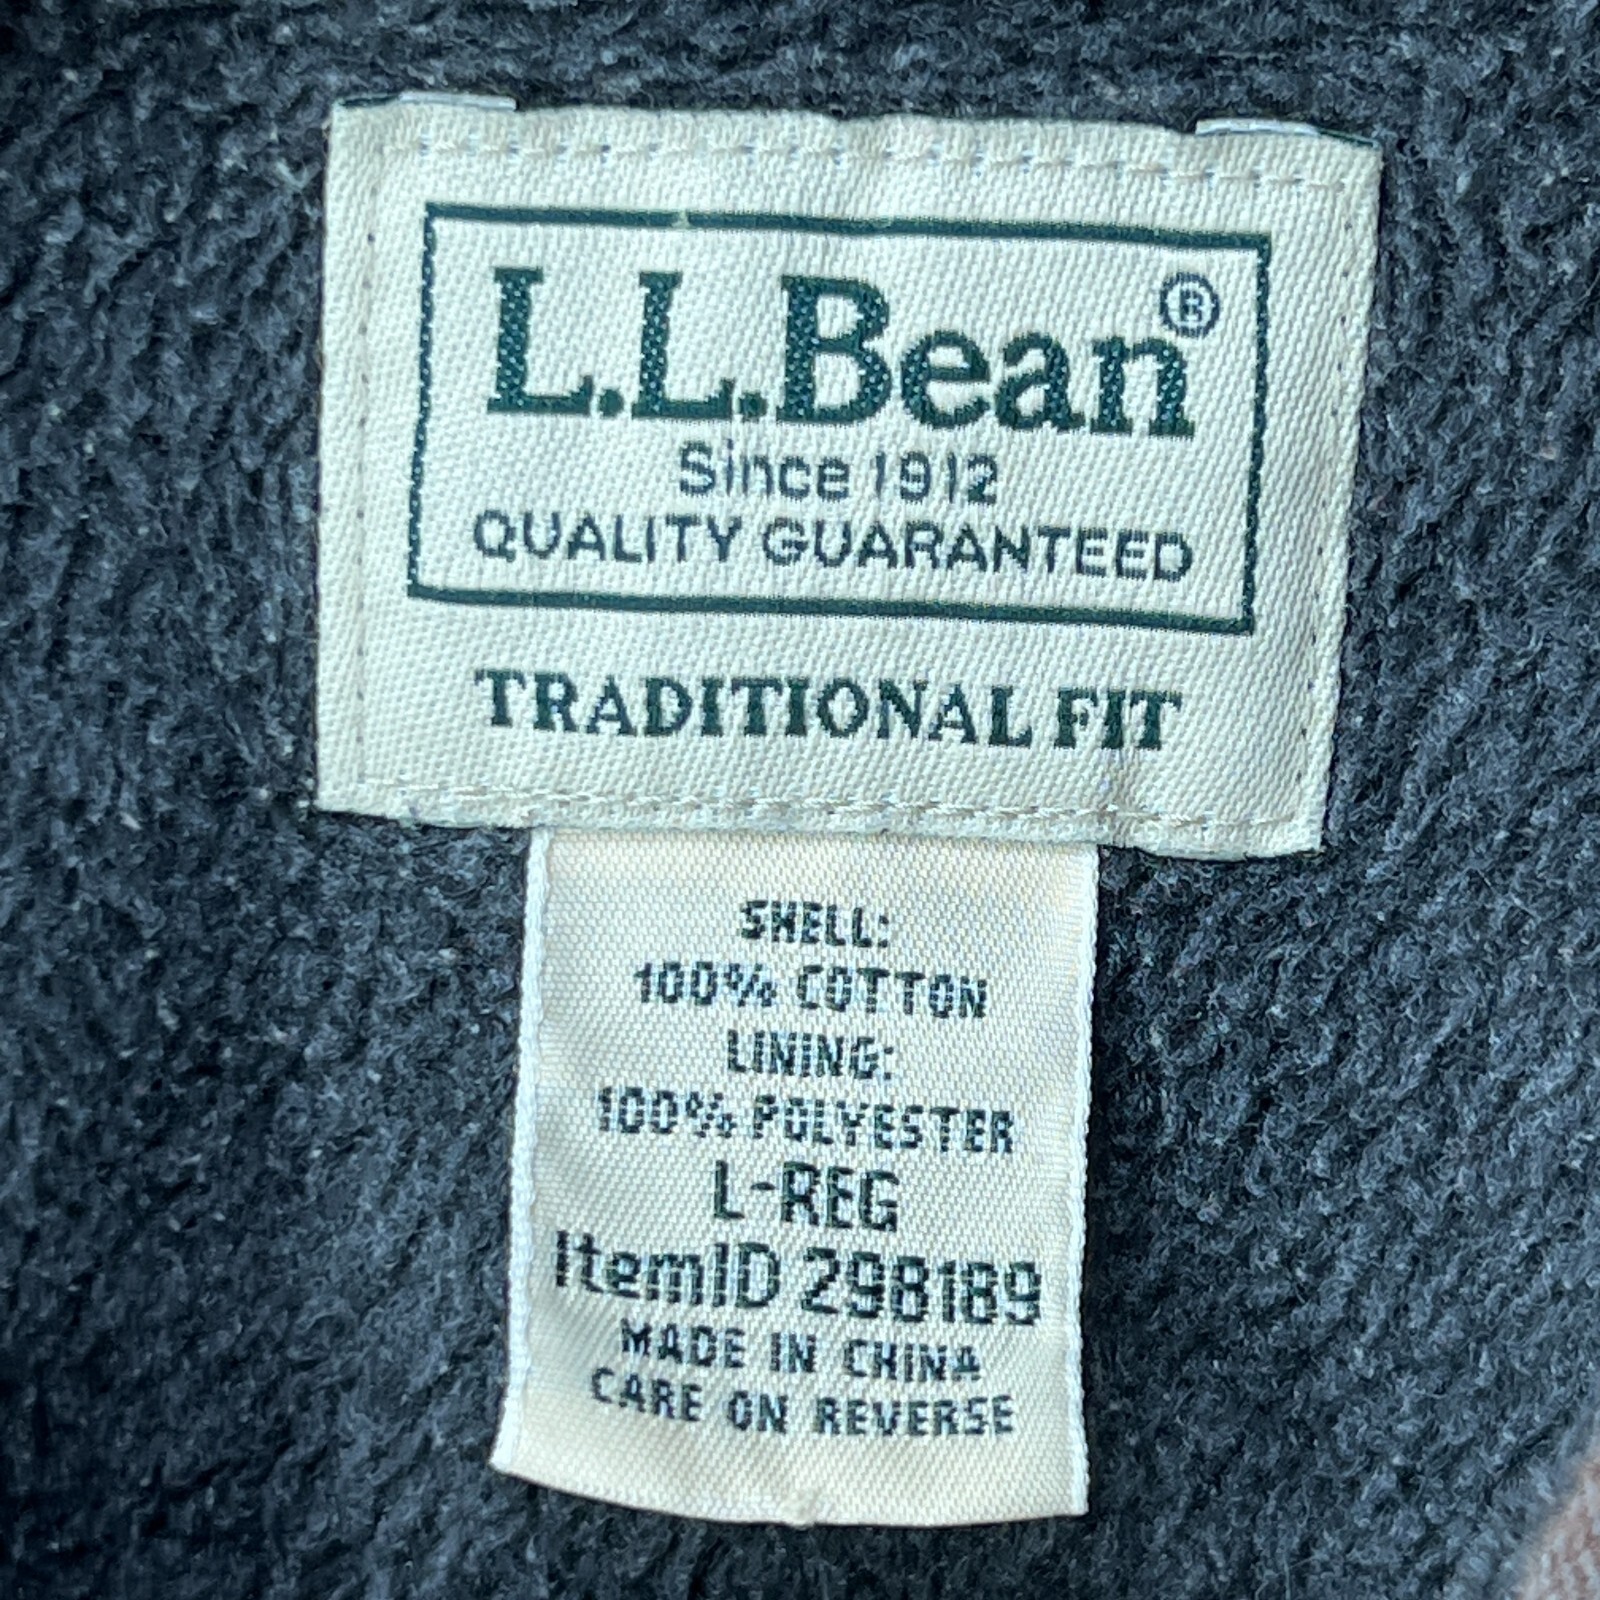 L.L.Bean®
Since 1912
QUALITY GUARANTEED
TRADITIONAL FIT
SHELL:
100% COTTON
LINING:
100% POLYESTER
L-REG
ItemID 298189
MADE IN CHINA
CARE ON REVERSE